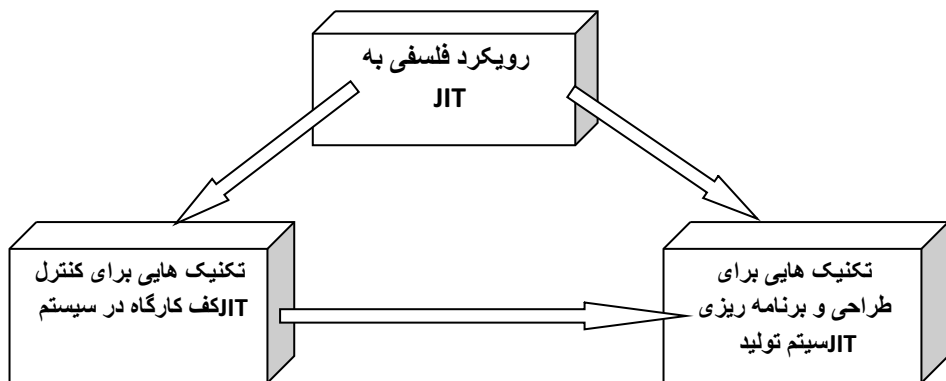 رویکرد فلسفی به
JIT
تکنیک هایی برای کنترل
کف کارگاه در سیستم JIT
تکنیک هایی برای
طراحی و برنامه ریزی
سیتم تولید JIT